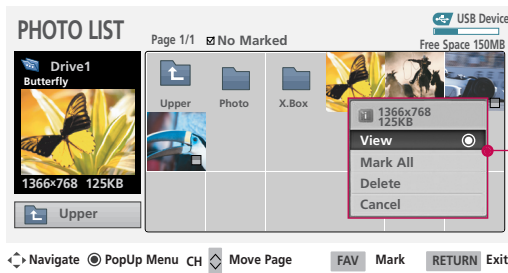 PHOTO LIST
Page 1/1 No Marked
USB Device
Free Space 150MB
Drive1
Butterfly
1366x768 125KB
Upper
Upper Photo X.Box
1366x768
125KB
View
Mark All
Delete
Cancel
Navigate PopUp Menu CH Move Page FAV Mark RETURN Exit